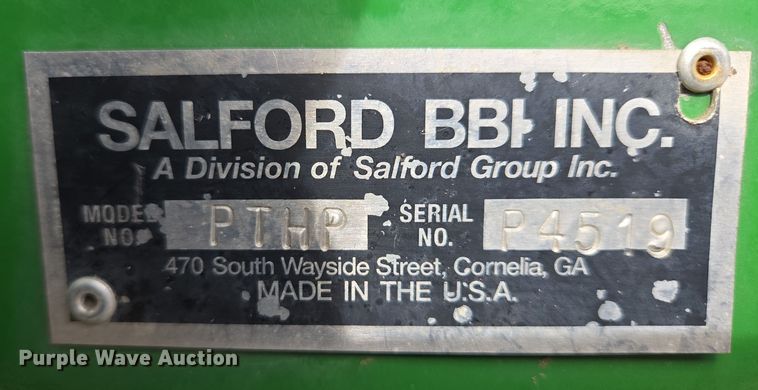 SALFORD BBI INC.
A Division of Salford Group Inc.
MODEL NO. PTHP SERIAL NO. P4519
470 South Wayside Street, Cornelia, GA
MADE IN THE U.S.A.
Purple Wave Auction